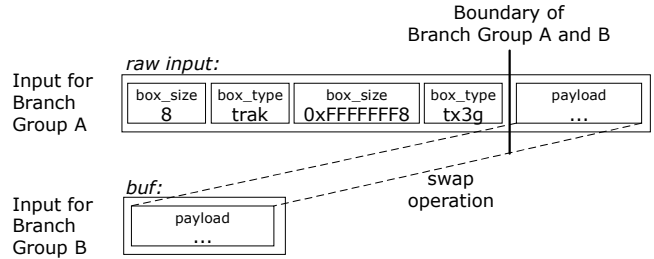 Boundary of
Branch Group A and B
raw input:
Input for
Branch
Group A
box_size
8
box_type
trak
box_size
0xFFFFFFF8
box_type
tx3g
payload
...
swap
operation
buf:
Input for
Branch
Group B
payload
...